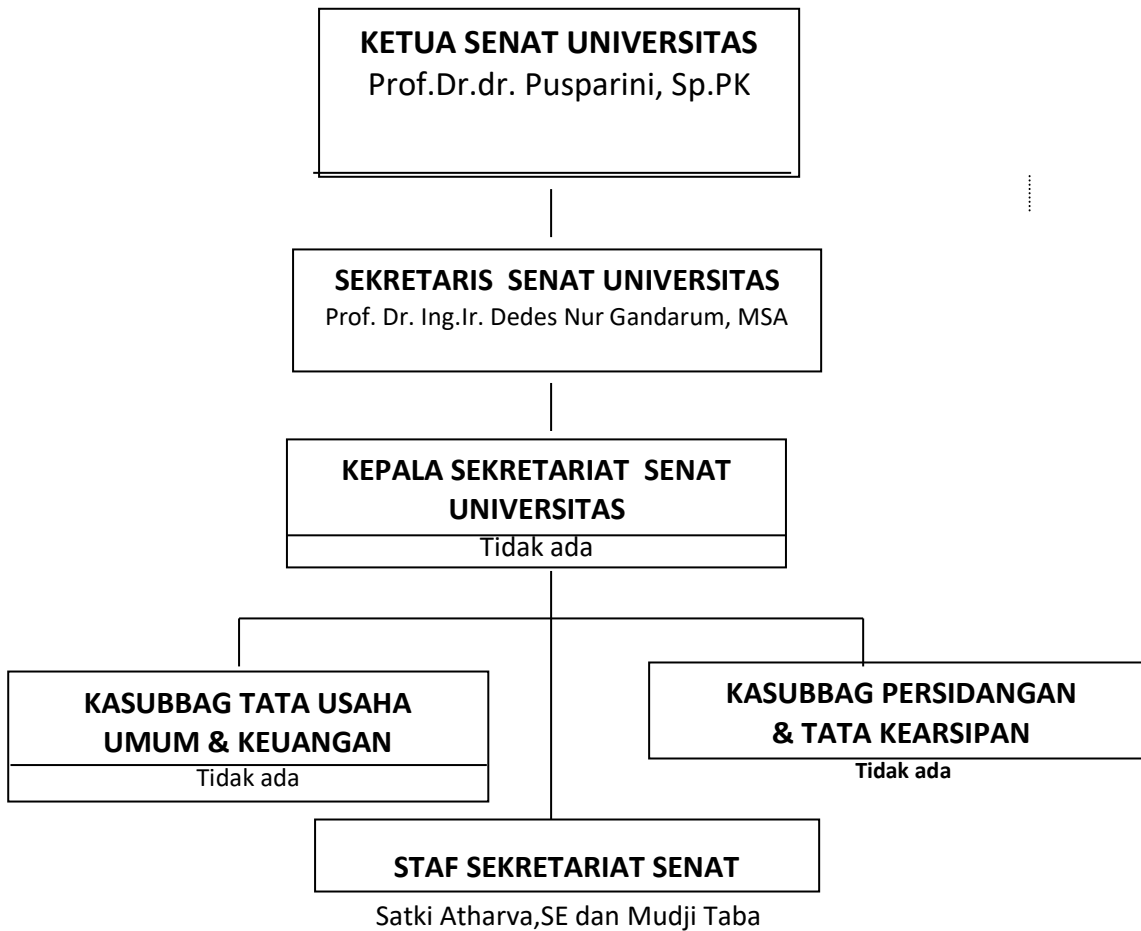 KETUA SENAT UNIVERSITAS
Prof.Dr.dr. Pusparini, Sp.PK
SEKRETARIS SENAT UNIVERSITAS
Prof. Dr. Ing.Ir. Dedes Nur Gandarum, MSA
KEPALA SEKRETARIAT SENAT
UNIVERSITAS
Tidak ada
KASUBBAG TATA USAHA
UMUM & KEUANGAN
Tidak ada
KASUBBAG PERSIDANGAN
& TATA KEARSIPAN
Tidak ada
STAF SEKRETARIAT SENAT
Satki Atharva,SE dan Mudji Taba